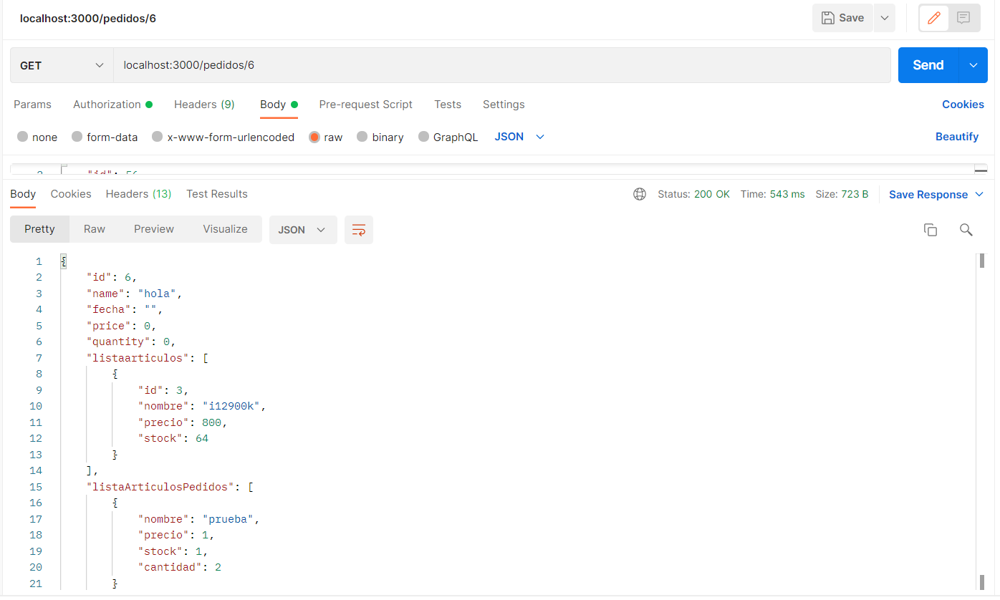 localhost:3000/pedidos/6
Save
GET
localhost:3000/pedidos/6
Send
Params Authorization Headers (9) Body Pre-request Script Tests Settings Cookies
none form-data x-www-form-urlencoded raw binary GraphQL JSON Beautify
Body Cookies Headers (13) Test Results Status: 200 OK Time: 543 ms Size: 723 B Save Response
Pretty Raw Preview Visualize JSON
1 {
2 "id": 6,
3 "name": "hola",
4 "fecha": "",
5 "price": 0,
6 "quantity": 0,
7 "listaarticulos": [
8 {
9 "id": 3,
10 "nombre": "i12900k",
11 "precio": 800,
12 "stock": 64
13 }
14 ],
15 "listaArticulosPedidos": [
16 {
17 "nombre": "prueba",
18 "precio": 1,
19 "stock": 1,
20 "cantidad": 2
21 }